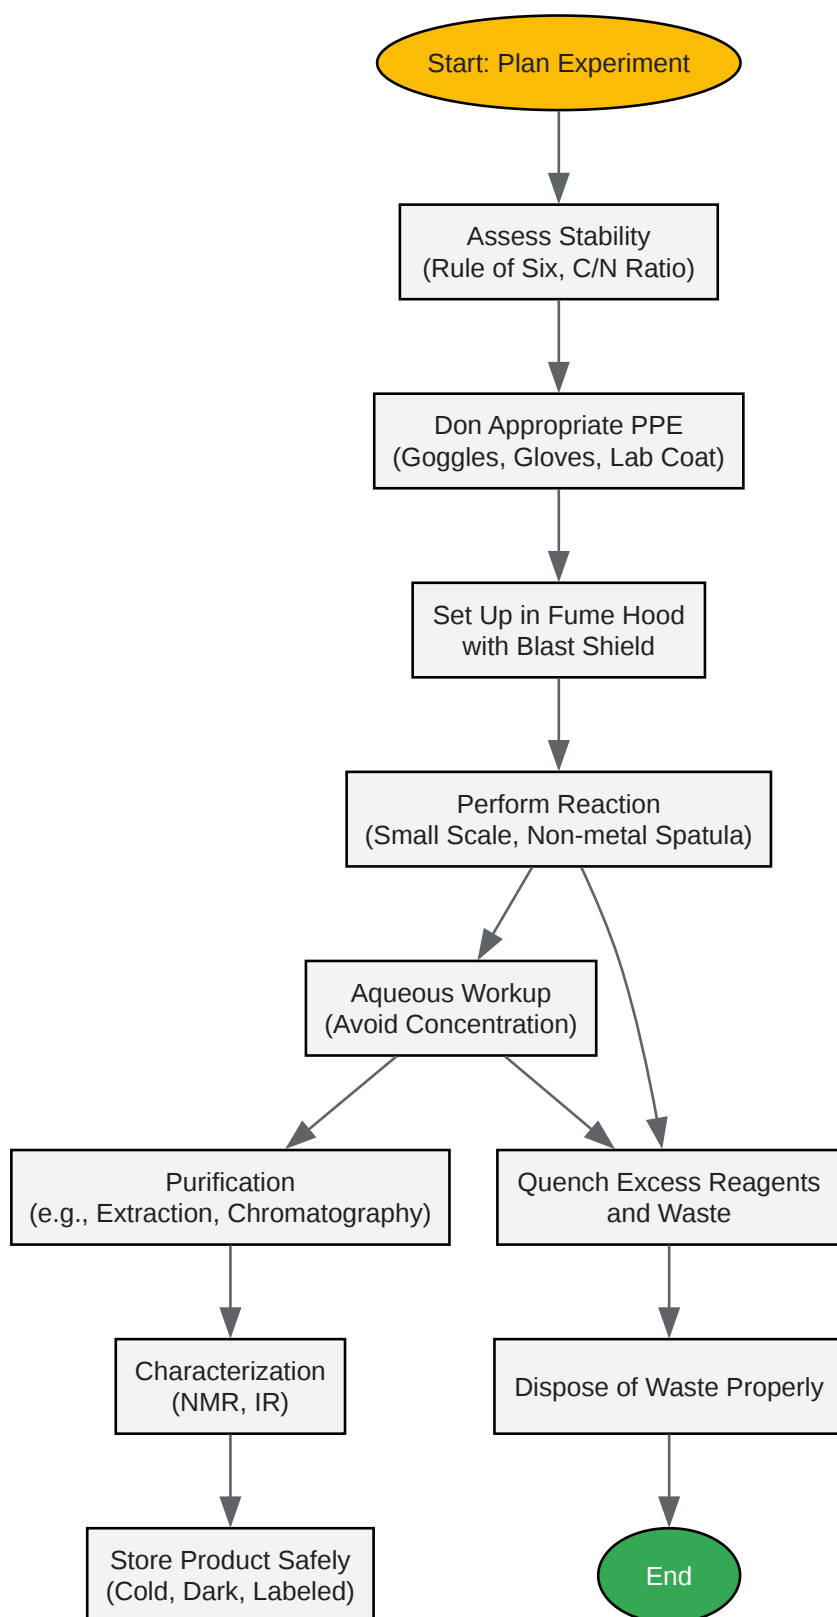 Start: Plan Experiment
Assess Stability
(Rule of Six, C/N Ratio)
Don Appropriate PPE
(Goggles, Gloves, Lab Coat)
Set Up in Fume Hood
with Blast Shield
Perform Reaction
(Small Scale, Non-metal Spatula)
Aqueous Workup
(Avoid Concentration)
Purification
(e.g., Extraction, Chromatography)
Quench Excess Reagents
and Waste
Characterization
(NMR, IR)
Dispose of Waste Properly
Store Product Safely
(Cold, Dark, Labeled)
End